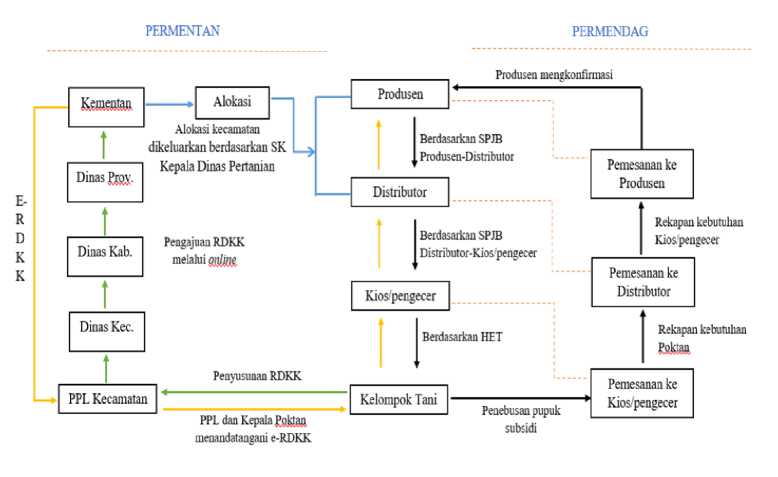 PERMENTAN
PERMENDAG
Produsen mengkonfirmasi
Kementan
Alokasi
Produsen
Alokasi kecamatan
dikeluarkan berdasarkan SK
Kepala Dinas Pertanian
Berdasarkan SPJB
Produsen-Distributor
Pemesanan ke
Produsen
Dinas Prov.
Distributor
E-
R
D
K
K
Rekapan kebutuhan
Kios/pengecer
Dinas Kab.
Pengajuan RDKK
melalui online
Berdasarkan SPJB
Distributor-Kios/pengecer
Pemesanan ke
Distributor
Kios/pengecer
Dinas Kec.
Berdasarkan HET
Rekapan kebutuhan
Poktan
Penyusunan RDKK
PPL Kecamatan
Kelompok Tani
Pemesanan ke
Kios/pengecer
PPL dan Kepala Poktan
menandatangani e-RDKK
Penebusan pupuk
subsidi